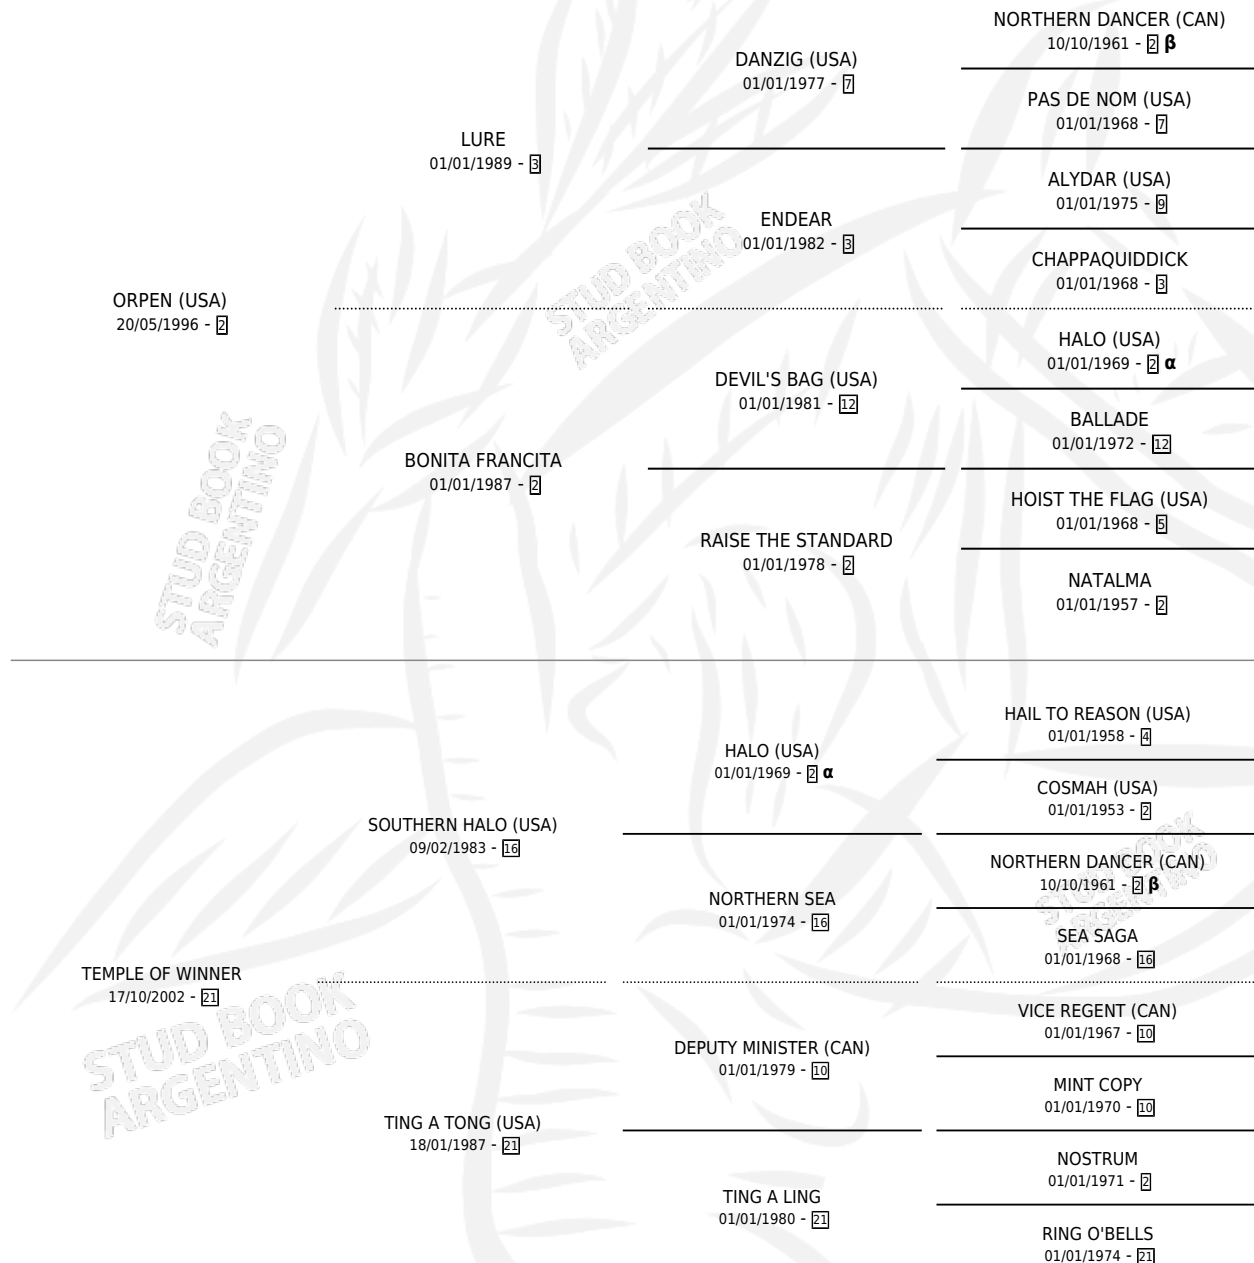 NORTHERN DANCER (CAN)
10/10/1961 - 2 β
DANZIG (USA)
01/01/1977 - 7
PAS DE NOM (USA)
01/01/1968 - 7
LURE
01/01/1989 - 3
ALYDAR (USA)
01/01/1975 - 9
ENDEAR
01/01/1982 - 3
CHAPPAQUIDDICK
01/01/1968 - 3
ORPEN (USA)
20/05/1996 - 2
STUD BOOK
ARGENTINO
HALO (USA)
01/01/1969 - 2 α
DEVIL'S BAG (USA)
01/01/1981 - 12
BALLADE
01/01/1972 - 12
BONITA FRANCITA
01/01/1987 - 2
HOIST THE FLAG (USA)
01/01/1968 - 5
RAISE THE STANDARD
01/01/1978 - 2
NATALMA
01/01/1957 - 2
STUD BOOK
ARGENTINO
HAIL TO REASON (USA)
01/01/1958 - 4
HALO (USA)
01/01/1969 - 2 α
COSMAH (USA)
01/01/1953 - 2
SOUTHERN HALO (USA)
09/02/1983 - 16
NORTHERN DANCER (CAN)
10/10/1961 - 2 β
STUD BOOK
ARGENTINO
NORTHERN SEA
01/01/1974 - 16
SEA SAGA
01/01/1968 - 16
TEMPLE OF WINNER
17/10/2002 - 21
STUD BOOK
ARGENTINO
VICE REGENT (CAN)
01/01/1967 - 10
DEPUTY MINISTER (CAN)
01/01/1979 - 10
MINT COPY
01/01/1970 - 10
TING A TONG (USA)
18/01/1987 - 21
NOSTRUM
01/01/1971 - 2
TING A LING
01/01/1980 - 21
RING O'BELLS
01/01/1974 - 21